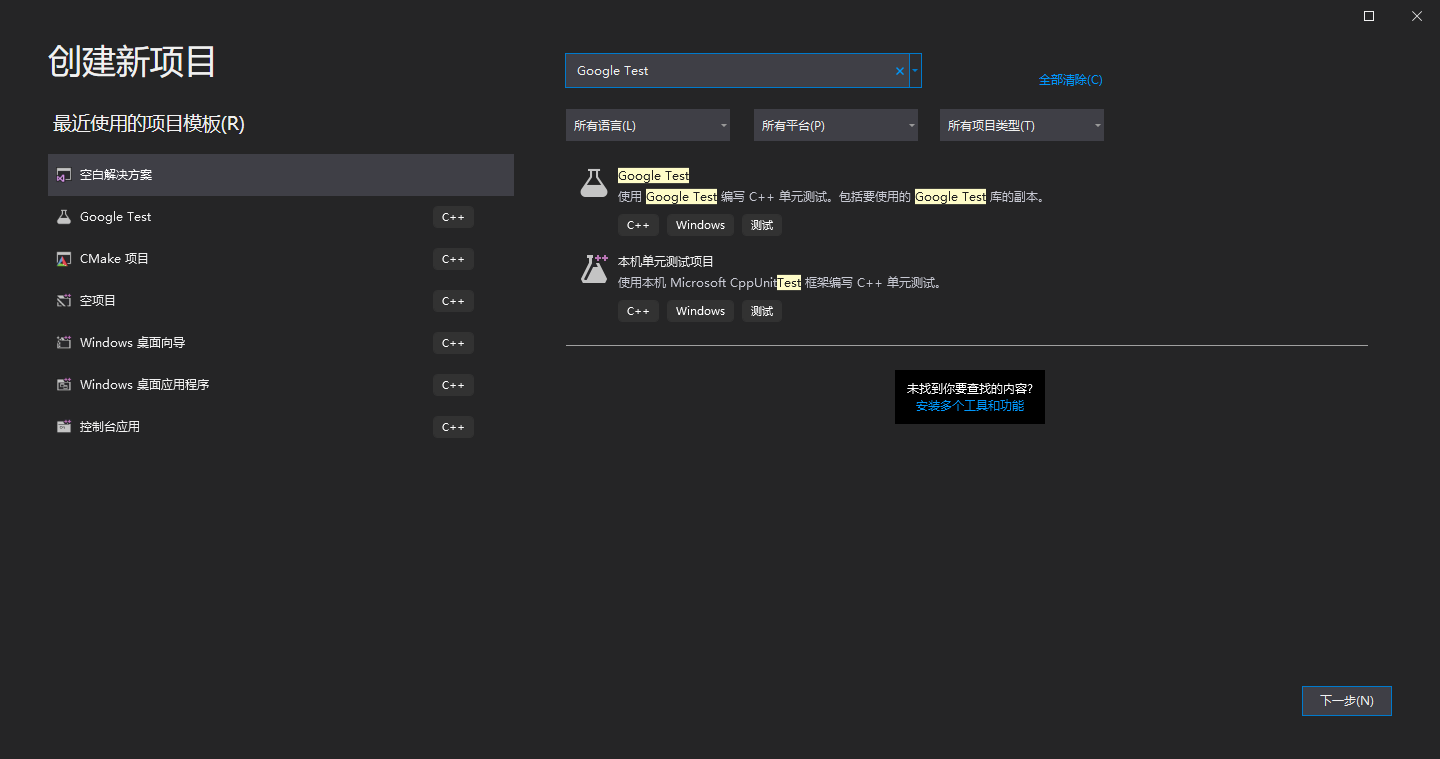 创建新项目
最近使用的项目模板(R)
空白解决方案
Google Test C++
CMake 项目 C++
空项目 C++
Windows 桌面向导 C++
Windows 桌面应用程序 C++
控制台应用 C++
Google Test
全部清除(C)
所有语言(L) 所有平台(P) 所有项目类型(T)
Google Test
使用 Google Test 编写 C++ 单元测试。包括要使用的 Google Test 库的副本。
C++ Windows 测试
本机单元测试项目
使用本机 Microsoft CppUnitTest 框架编写 C++ 单元测试。
C++ Windows 测试
未找到你要查找的内容?
安装多个工具和功能
下一步(N)